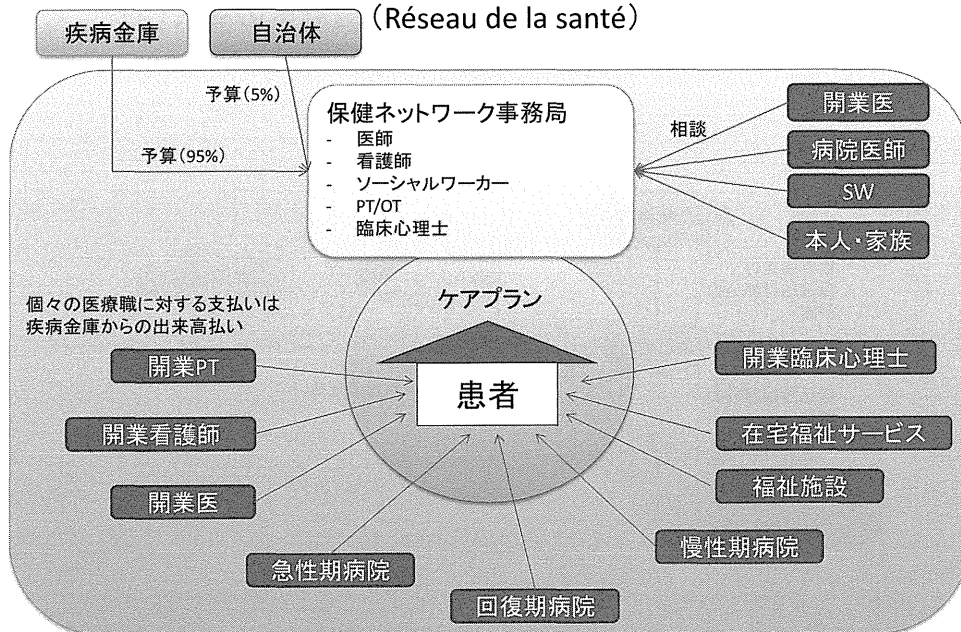 (Réseau de la santé)
疾病金庫
自治体
予算(5%)
予算(95%)
保健ネットワーク事務局
- 医師
- 看護師
- ソーシャルワーカー
- PT/OT
- 臨床心理士
相談
開業医
病院医師
SW
本人・家族
ケアプラン
患者
個々の医療職に対する支払いは
疾病金庫からの出来高払い
開業PT
開業看護師
開業医
急性期病院
回復期病院
慢性期病院
福祉施設
在宅福祉サービス
開業臨床心理士